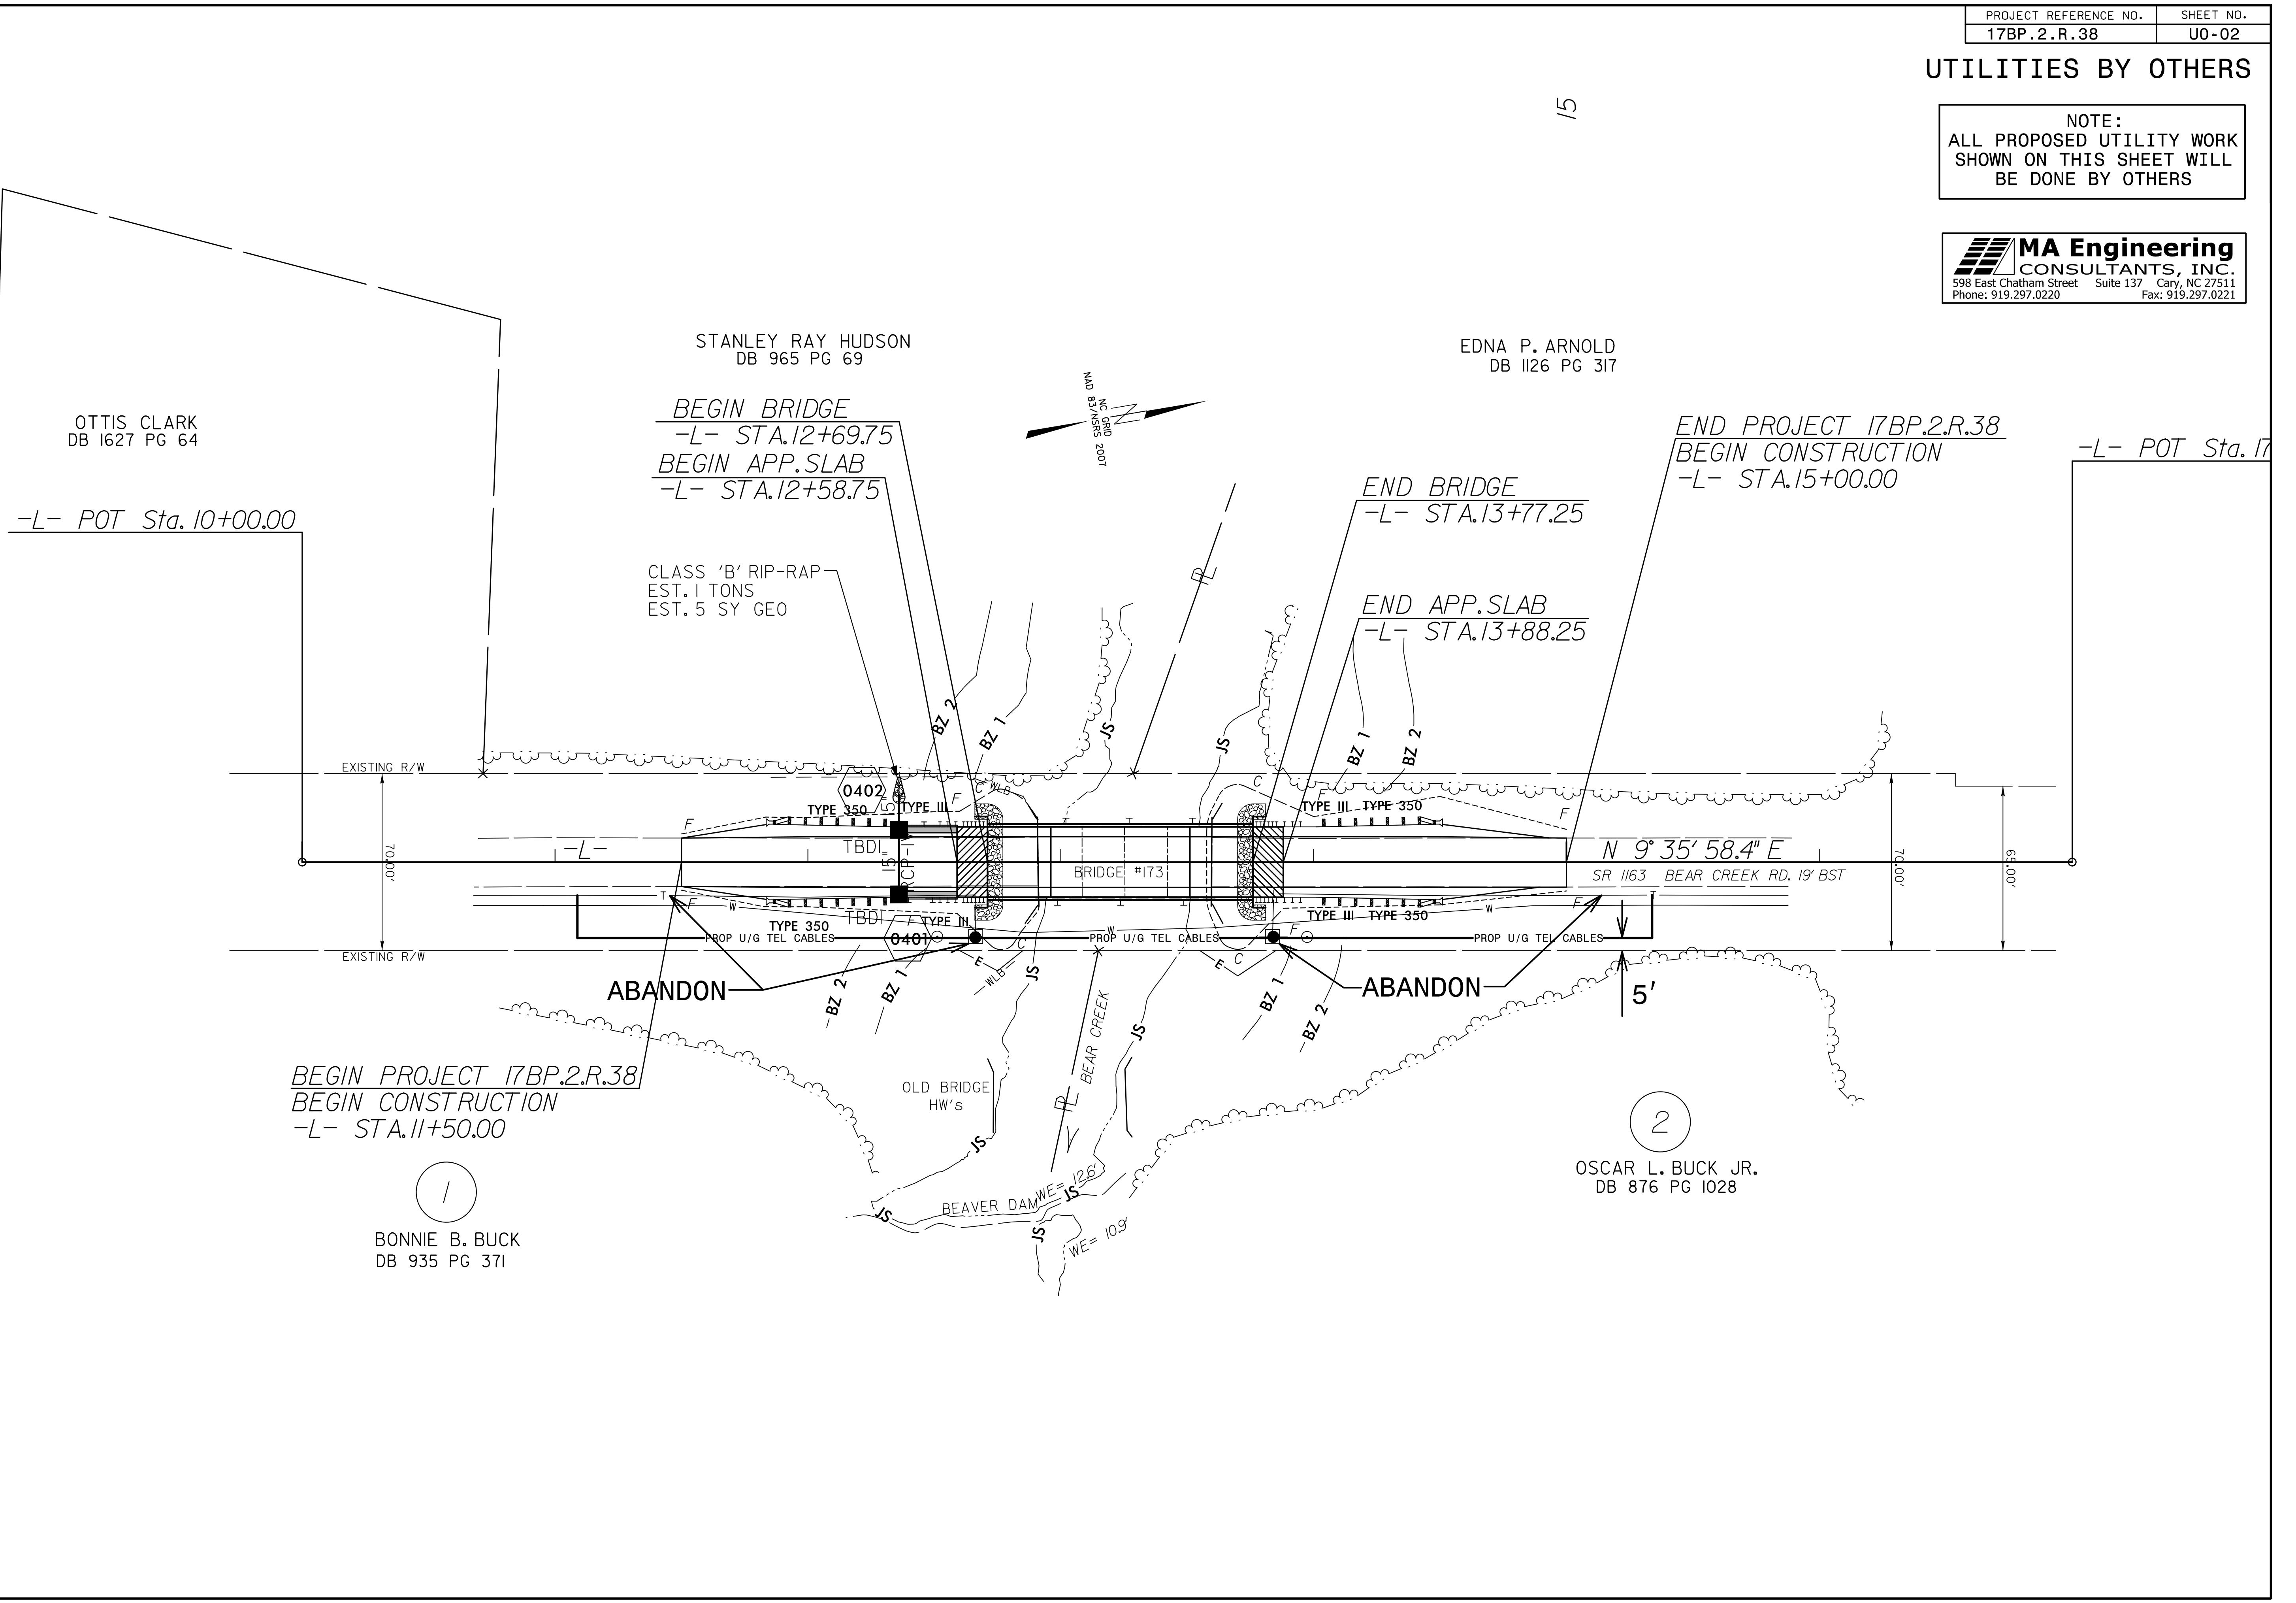 PROJECT REFERENCE NO.
SHEET NO.
17BP.2.R.38
UO-02
UTILITIES BY OTHERS
NOTE:
ALL PROPOSED UTILITY WORK
SHOWN ON THIS SHEET WILL
BE DONE BY OTHERS
MA Engineering
CONSULTANTS, INC.
598 East Chatham Street Suite 137 Cary, NC 27511
Phone: 919.297.0220 Fax: 919.297.0221
15
STANLEY RAY HUDSON
DB 965 PG 69
EDNA P. ARNOLD
DB 1126 PG 317
OTTIS CLARK
DB 1627 PG 64
NC GRID
NAD 83/NSRS 2007
BEGIN BRIDGE
-L- STA. 12+69.75
BEGIN APP. SLAB
-L- STA. 12+58.75
END PROJECT 17BP.2.R.38
BEGIN CONSTRUCTION
-L- STA. 15+00.00
-L- POT Sta. 17
END BRIDGE
-L- STA. 13+77.25
-L- POT Sta. 10+00.00
CLASS 'B' RIP-RAP
EST. 1 TONS
EST. 5 SY GEO
END APP. SLAB
-L- STA. 13+88.25
PL
BZ 2
BZ 1
JS
JS
BZ 1
BZ 2
EXISTING R/W
0402
15"
TYPE 350
TYPE III
F
C
WLB
C
F
TYPE III
TYPE 350
F
F
70.00'
-L-
TBDI
15"
RCP-IV
BRIDGE #173
N 9° 35' 58.4" E
SR 1163 BEAR CREEK RD. 19' BST
70.00'
65.00'
T
F
W
TYPE 350
TBDI
F
TYPE III
0401
W
TYPE III
TYPE 350
W
F
T
F
PROP U/G TEL CABLES
PROP U/G TEL CABLES
PROP U/G TEL CABLES
EXISTING R/W
C
E
WLB
JS
E
C
ABANDON
BZ 2
BZ 1
BZ 1
BZ 2
ABANDON
5'
BEAR CREEK
JS
PL
BEGIN PROJECT 17BP.2.R.38
BEGIN CONSTRUCTION
-L- STA. 11+50.00
OLD BRIDGE
HW's
JS
1
BONNIE B. BUCK
DB 935 PG 371
2
OSCAR L. BUCK JR.
DB 876 PG 1028
WE= 12.6'
JS
BEAVER DAM
JS
JS
WE= 10.9'